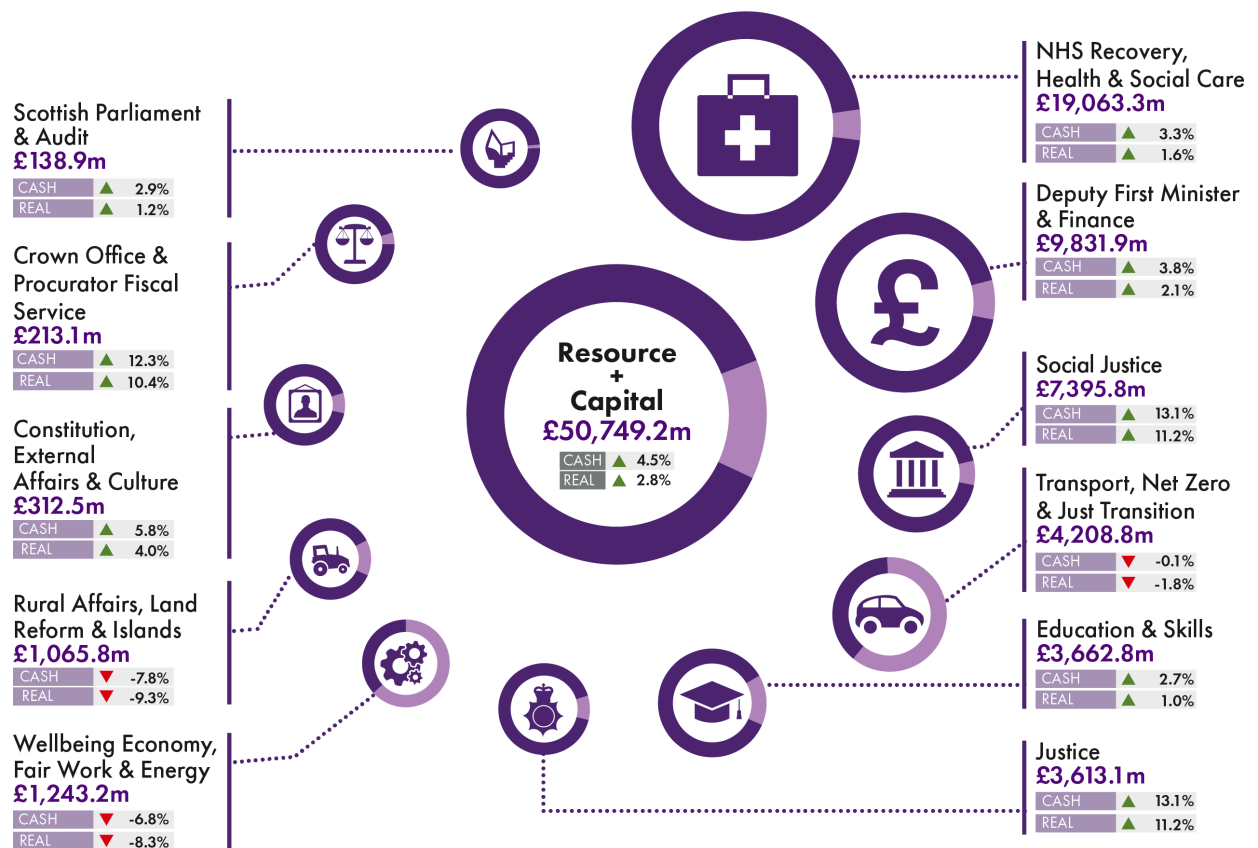 Scottish Parliament
& Audit
£138.9m
CASH ▲ 2.9%
REAL ▲ 1.2%
Crown Office &
Procurator Fiscal
Service
£213.1m
CASH ▲ 12.3%
REAL ▲ 10.4%
Constitution,
External
Affairs & Culture
£312.5m
CASH ▲ 5.8%
REAL ▲ 4.0%
Rural Affairs, Land
Reform & Islands
£1,065.8m
CASH ▼ -7.8%
REAL ▼ -9.3%
Wellbeing Economy,
Fair Work & Energy
£1,243.2m
CASH ▼ -6.8%
REAL ▼ -8.3%
Resource
+
Capital
£50,749.2m
CASH ▲ 4.5%
REAL ▲ 2.8%
£
NHS Recovery,
Health & Social Care
£19,063.3m
CASH ▲ 3.3%
REAL ▲ 1.6%
Deputy First Minister
& Finance
£9,831.9m
CASH ▲ 3.8%
REAL ▲ 2.1%
Social Justice
£7,395.8m
CASH ▲ 13.1%
REAL ▲ 11.2%
Transport, Net Zero
& Just Transition
£4,208.8m
CASH ▼ -0.1%
REAL ▼ -1.8%
Education & Skills
£3,662.8m
CASH ▲ 2.7%
REAL ▲ 1.0%
Justice
£3,613.1m
CASH ▲ 13.1%
REAL ▲ 11.2%